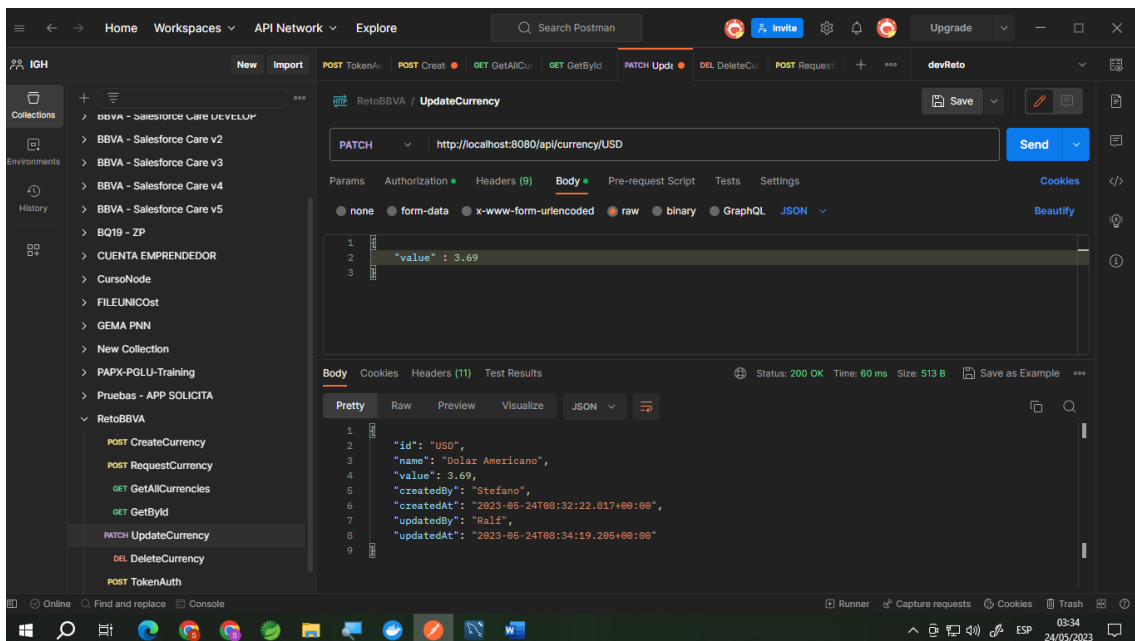 Home Workspaces API Network Explore Search Postman Invite Upgrade
IGH New Import POST TokenAu POST Creat GET GetAllCur GET GetById PATCH Upda DEL DeleteCur POST Request devReto
Collections
Environments
History
BBVA - Salesforce Care DEVELOP
BBVA - Salesforce Care v2
BBVA - Salesforce Care v3
BBVA - Salesforce Care v4
BBVA - Salesforce Care v5
BQ19 - ZP
CUENTA EMPRENDEDOR
CursoNode
FILEUNICOst
GEMA PNN
New Collection
PAPX-PGLU-Training
Pruebas - APP SOLICITA
RetoBBVA
POST CreateCurrency
POST RequestCurrency
GET GetAllCurrencies
GET GetById
PATCH UpdateCurrency
DEL DeleteCurrency
POST TokenAuth
HTTP RetoBBVA / UpdateCurrency Save
PATCH http://localhost:8080/api/currency/USD Send
Params Authorization Headers (9) Body Pre-request Script Tests Settings Cookies
none form-data x-www-form-urlencoded raw binary GraphQL JSON Beautify
1 {
2 "value" : 3.69
3 }
Body Cookies Headers (11) Test Results Status: 200 OK Time: 60 ms Size: 513 B Save as Example
Pretty Raw Preview Visualize JSON
1 {
2 "id": "USD",
3 "name": "Dolar Americano",
4 "value": 3.69,
5 "createdBy": "Stefano",
6 "createdAt": "2023-05-24T08:32:22.817+00:00",
7 "updatedBy": "Ralf",
8 "updatedAt": "2023-05-24T08:34:19.205+00:00"
9 }
Online Find and replace Console Runner Capture requests Cookies Trash
ESP 03:34
24/05/2023